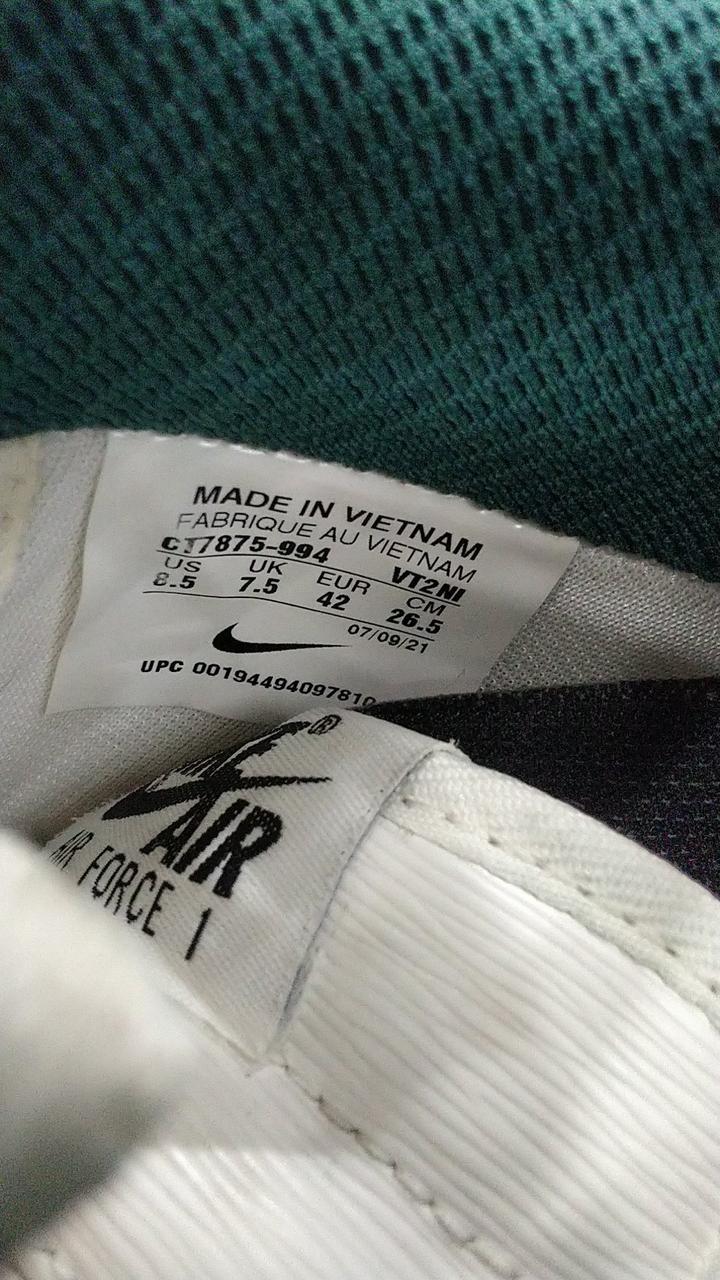 MADE IN VIETNAM
FABRIQUE AU VIETNAM
CT7875-994 VT2NI
US UK EUR CM
8.5 7.5 42 26.5
07/09/21
UPC 00194494097810
®
AIR
AIR FORCE 1